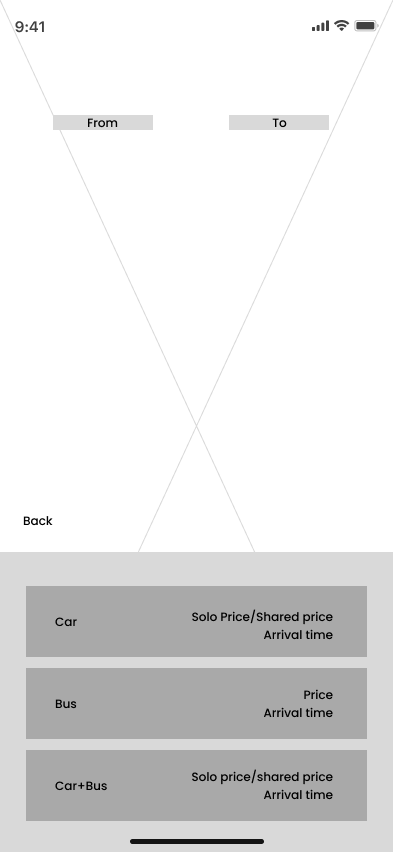 9:41
From
To
Back
Car
Solo Price/Shared price
Arrival time
Bus
Price
Arrival time
Car+Bus
Solo price/shared price
Arrival time